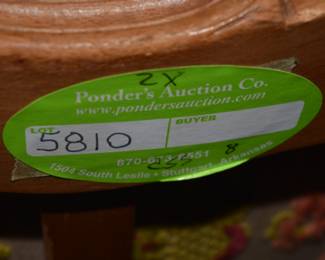 2X
Ponder's Auction Co.
www.pondersauction.com
LOT BUYER
5810
8
1504 South Leslie • Stuttgart, Arkansas